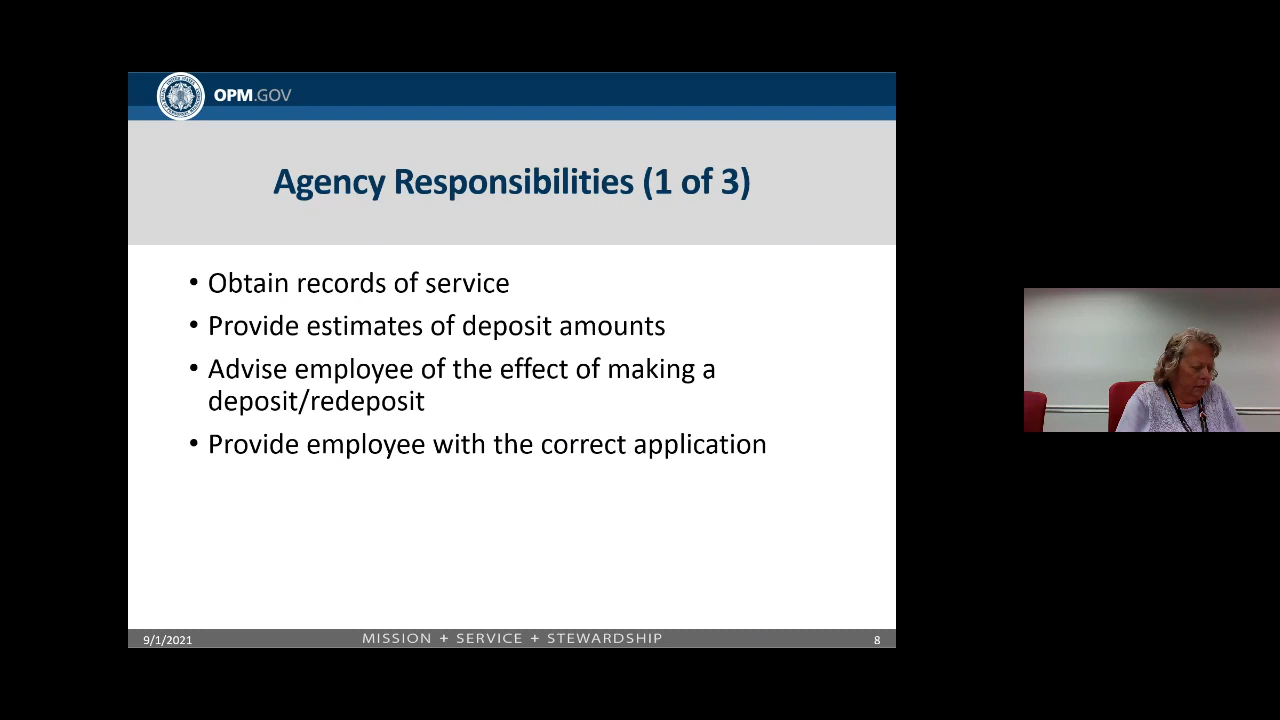 OPM.GOV
Agency Responsibilities (1 of 3)
• Obtain records of service
• Provide estimates of deposit amounts
• Advise employee of the effect of making a
deposit/redeposit
• Provide employee with the correct application
9/1/2021
MISSION + SERVICE + STEWARDSHIP
8